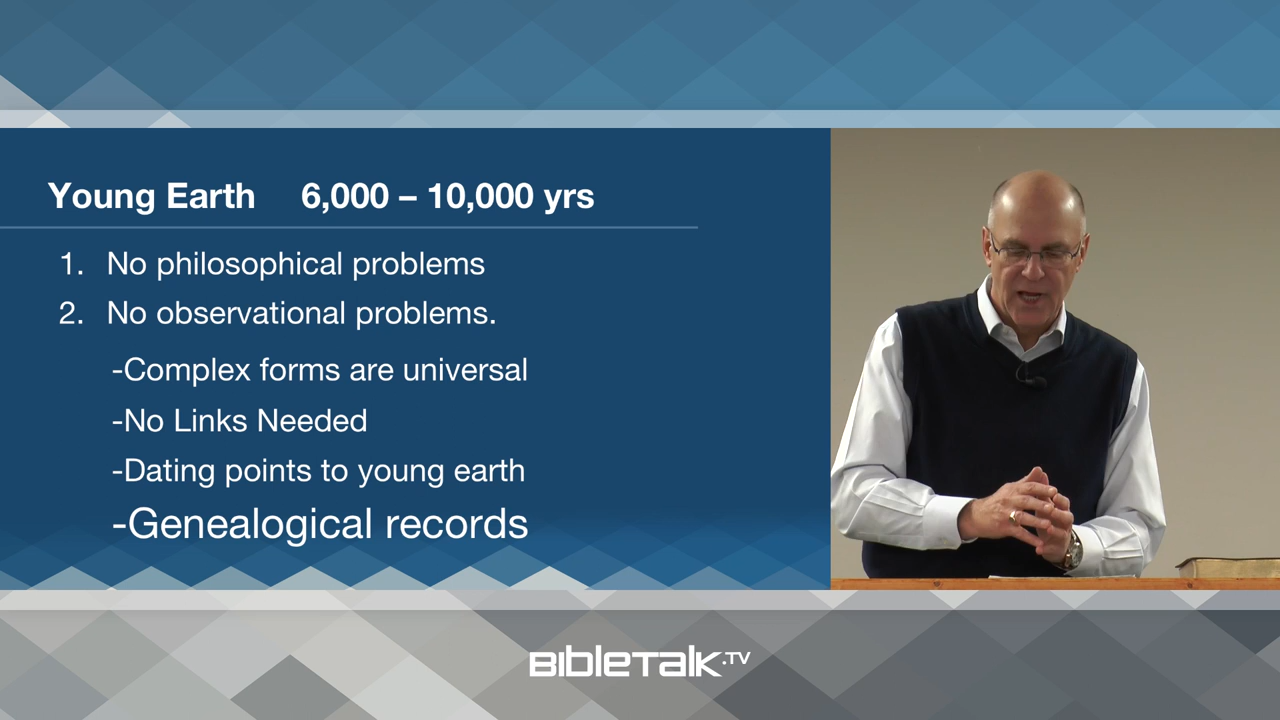 Young Earth 6,000 – 10,000 yrs
1. No philosophical problems
2. No observational problems.
-Complex forms are universal
-No Links Needed
-Dating points to young earth
-Genealogical records
BIBLETALK.TV